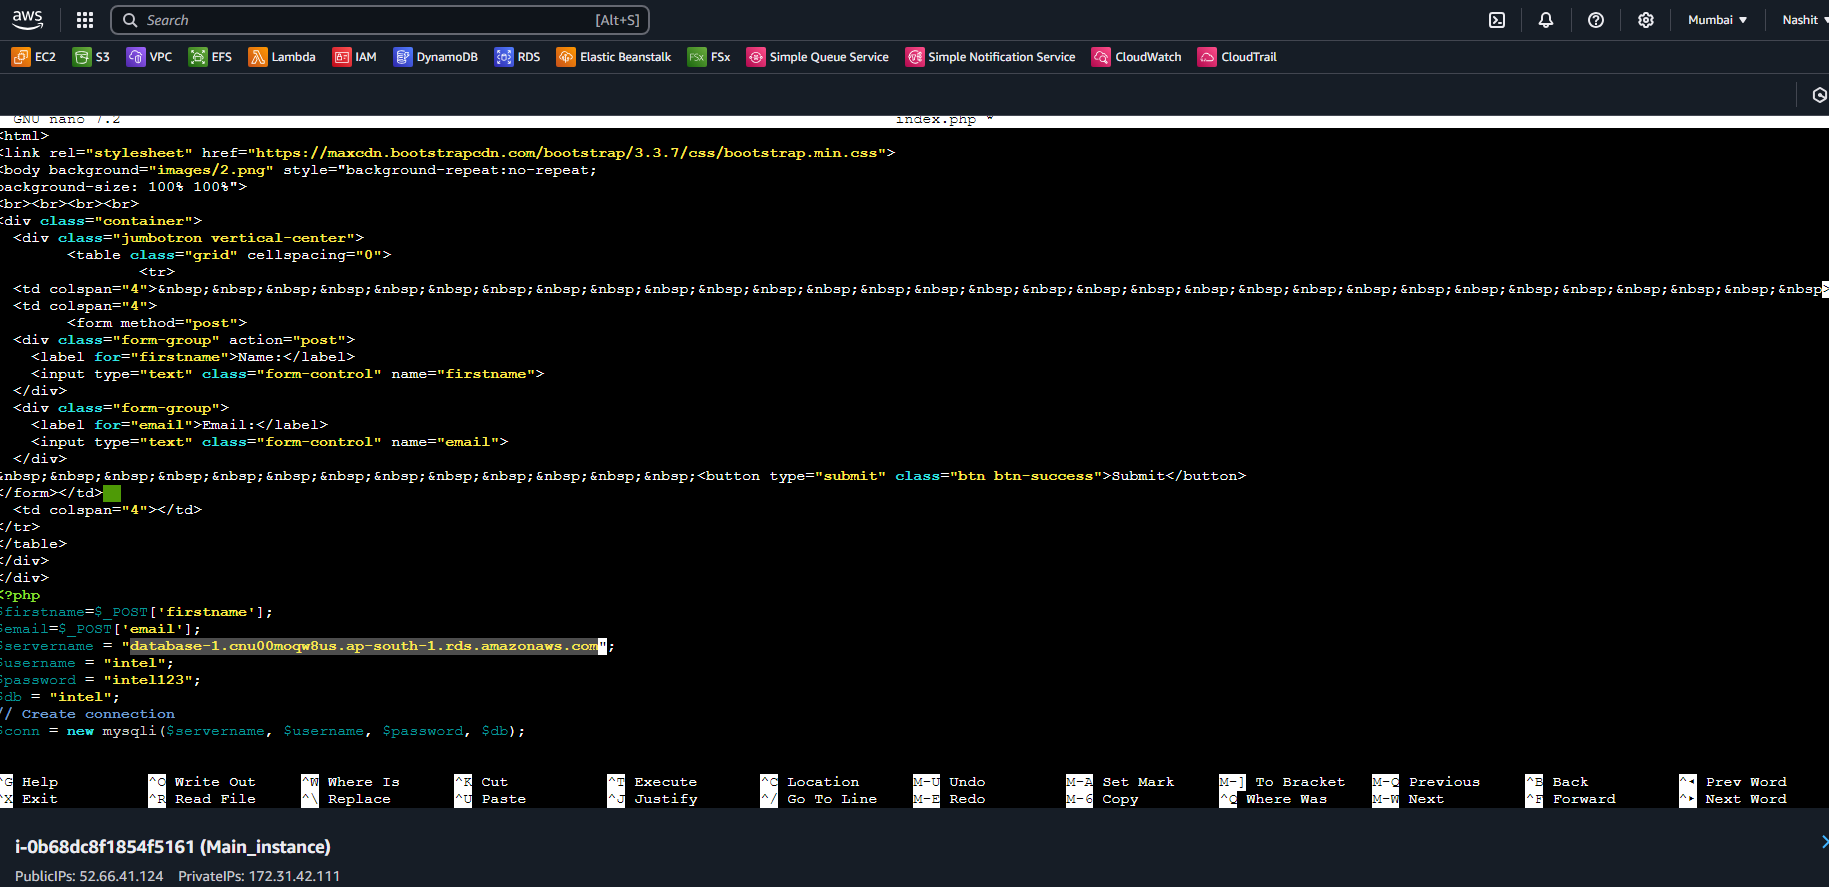 aws
Search [Alt+S] Mumbai ▼ Nashit ▼
EC2 S3 VPC EFS Lambda IAM DynamoDB RDS Elastic Beanstalk FSx FSx Simple Queue Service Simple Notification Service CloudWatch CloudTrail
GNU nano 7.2 index.php *
<html>
<link rel="stylesheet" href="https://maxcdn.bootstrapcdn.com/bootstrap/3.3.7/css/bootstrap.min.css">
<body background="images/2.png" style="background-repeat:no-repeat;
background-size: 100% 100%">
<br><br><br><br>
<div class="container">
<div class="jumbotron vertical-center">
<table class="grid" cellspacing="0">
<tr>
<td colspan="4">&nbsp;&nbsp;&nbsp;&nbsp;&nbsp;&nbsp;&nbsp;&nbsp;&nbsp;&nbsp;&nbsp;&nbsp;&nbsp;&nbsp;&nbsp;&nbsp;&nbsp;&nbsp;&nbsp;&nbsp;&nbsp;&nbsp;&nbsp;&nbsp;&nbsp;&nbsp;&nbsp;&nbsp;&nbsp;&nbsp;&nbsp>
<td colspan="4">
<form method="post">
<div class="form-group" action="post">
<label for="firstname">Name:</label>
<input type="text" class="form-control" name="firstname">
</div>
<div class="form-group">
<label for="email">Email:</label>
<input type="text" class="form-control" name="email">
</div>
&nbsp;&nbsp;&nbsp;&nbsp;&nbsp;&nbsp;&nbsp;&nbsp;&nbsp;&nbsp;&nbsp;&nbsp;&nbsp;<button type="submit" class="btn btn-success">Submit</button>
</form></td>
<td colspan="4"></td>
</tr>
</table>
</div>
</div>
<?php
$firstname=$_POST['firstname'];
$email=$_POST['email'];
$servername = "database-1.cnu00moqw8us.ap-south-1.rds.amazonaws.com";
$username = "intel";
$password = "intel123";
$db = "intel";
// Create connection
$conn = new mysqli($servername, $username, $password, $db);
^G Help ^O Write Out ^W Where Is ^K Cut ^T Execute ^C Location M-U Undo M-A Set Mark M-] To Bracket M-Q Previous ^B Back ^◂ Prev Word
^X Exit ^R Read File ^\ Replace ^U Paste ^J Justify ^/ Go To Line M-E Redo M-6 Copy ^Q Where Was M-W Next ^F Forward ^▸ Next Word
i-0b68dc8f1854f5161 (Main_instance)
PublicIPs: 52.66.41.124 PrivateIPs: 172.31.42.111